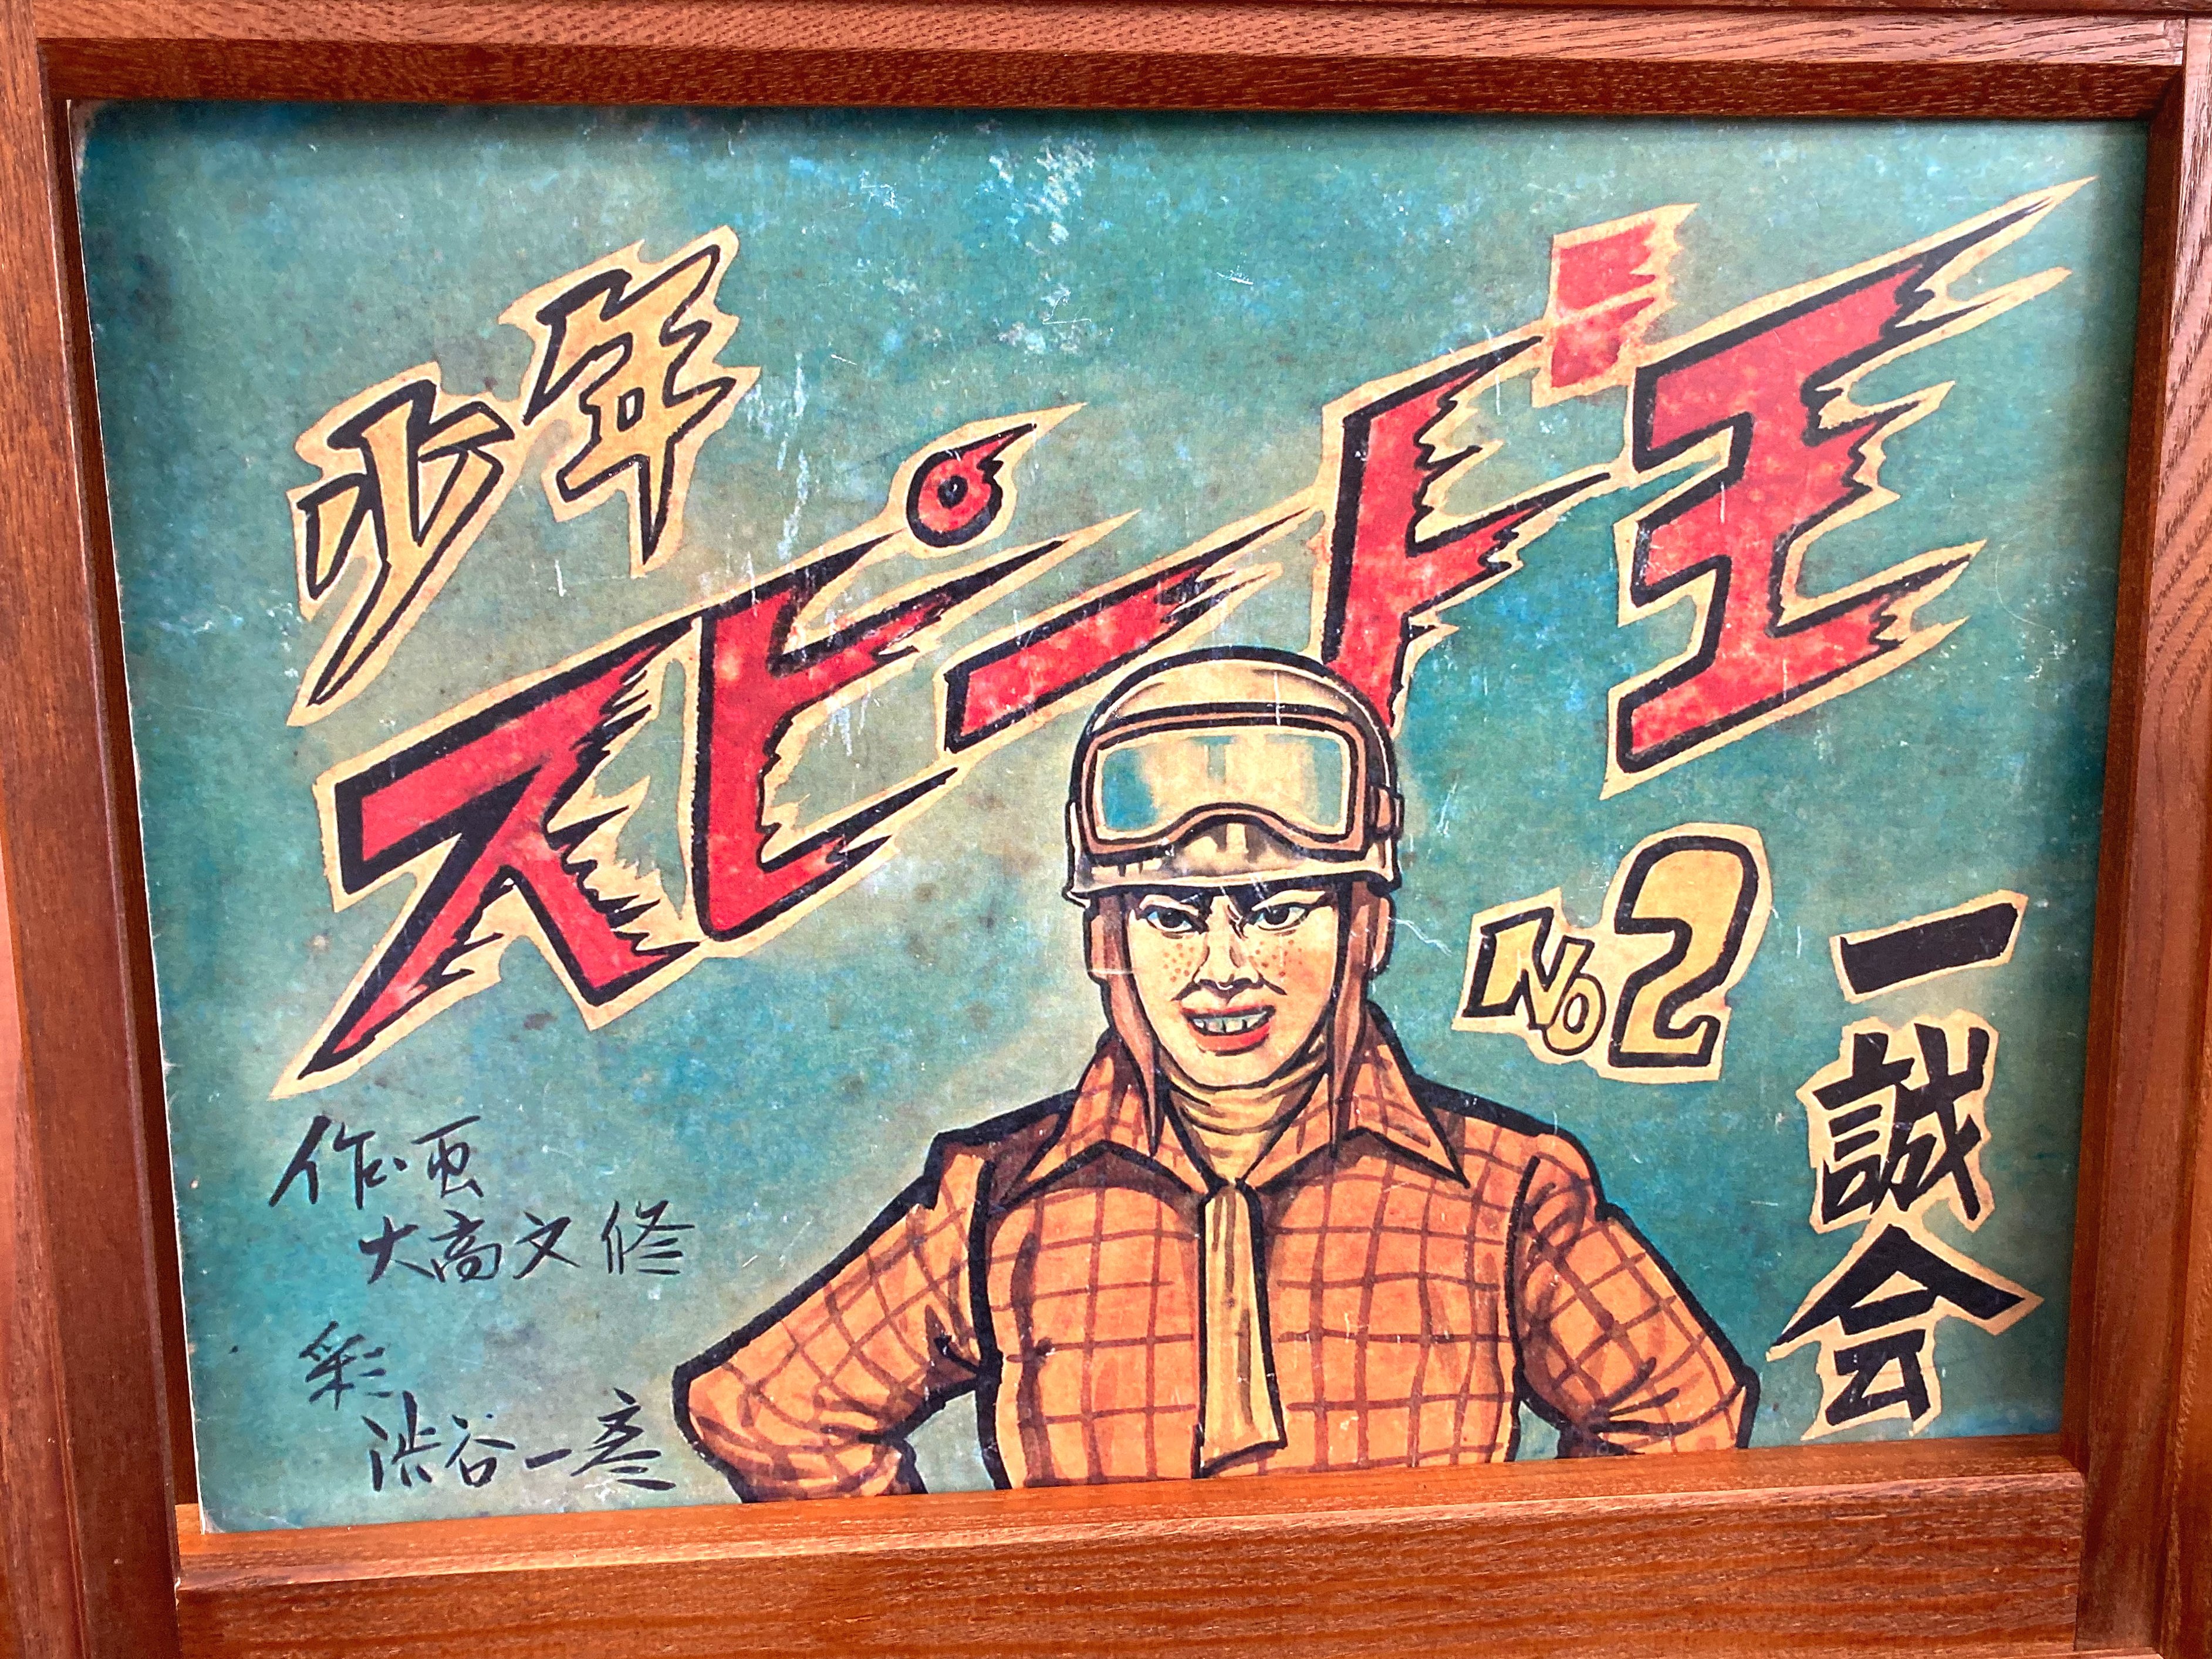 少年
スピード王
No2
一誠会
作.画
大高文修
彩
渋谷一彦